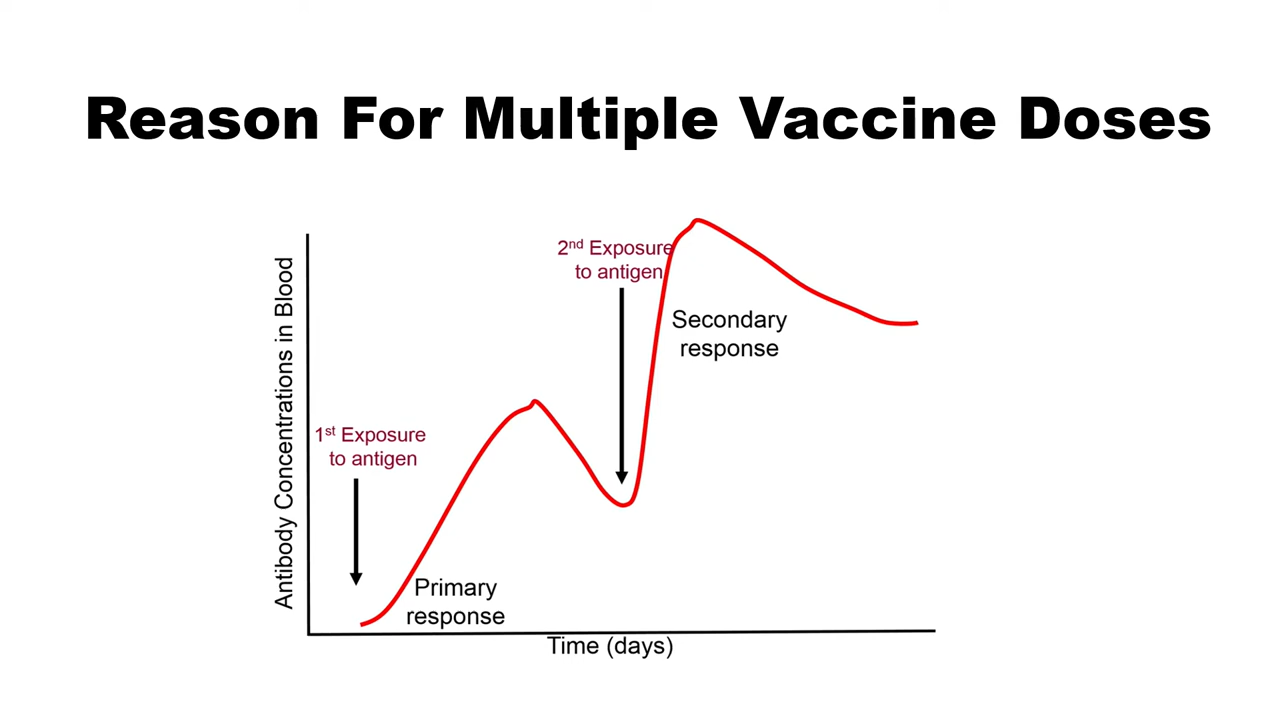 Reason For Multiple Vaccine Doses
2nd Exposure
to antigen
Secondary
response
1st Exposure
to antigen
Primary
response
Antibody Concentrations in Blood
Time (days)